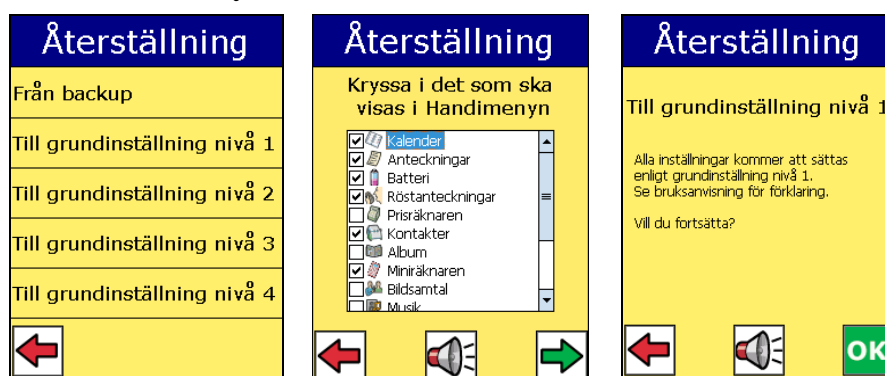 Återställning
Från backup
Till grundinställning nivå 1
Till grundinställning nivå 2
Till grundinställning nivå 3
Till grundinställning nivå 4
Återställning
Kryssa i det som ska
visas i Handimenyn
Kalender
Anteckningar
Batteri
Röstanteckningar
Prisräknaren
Kontakter
Album
Miniräknaren
Bildsamtal
Musik
Återställning
Till grundinställning nivå 1
Alla inställningar kommer att sättas
enligt grundinställning nivå 1.
Se bruksanvisning för förklaring.
Vill du fortsätta?
OK